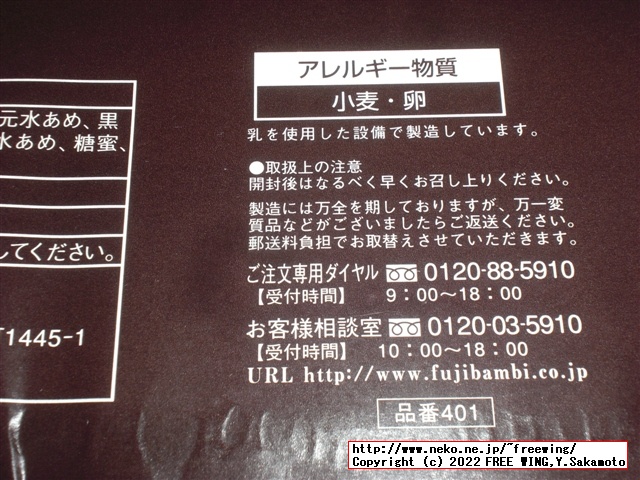 元水あめ、黒
水あめ、糖蜜、
してください。
T1445-1
アレルギー物質
小麦・卵
乳を使用した設備で製造しています。
●取扱上の注意
開封後はなるべく早くお召し上りください。
製造には万全を期しておりますが、万一変
質品などがございましたらご返送ください。
郵送料負担でお取替えさせていただきます。
ご注文専用ダイヤル 0120-88-5910
【受付時間】 9:00〜18:00
お客様相談室 0120-03-5910
【受付時間】 10:00〜18:00
URL http://www.fujibambi.co.jp
品番401
http://www.neko.ne.jp/~freewing/
Copyright (c) 2022 FREE WING,Y.Sakamoto